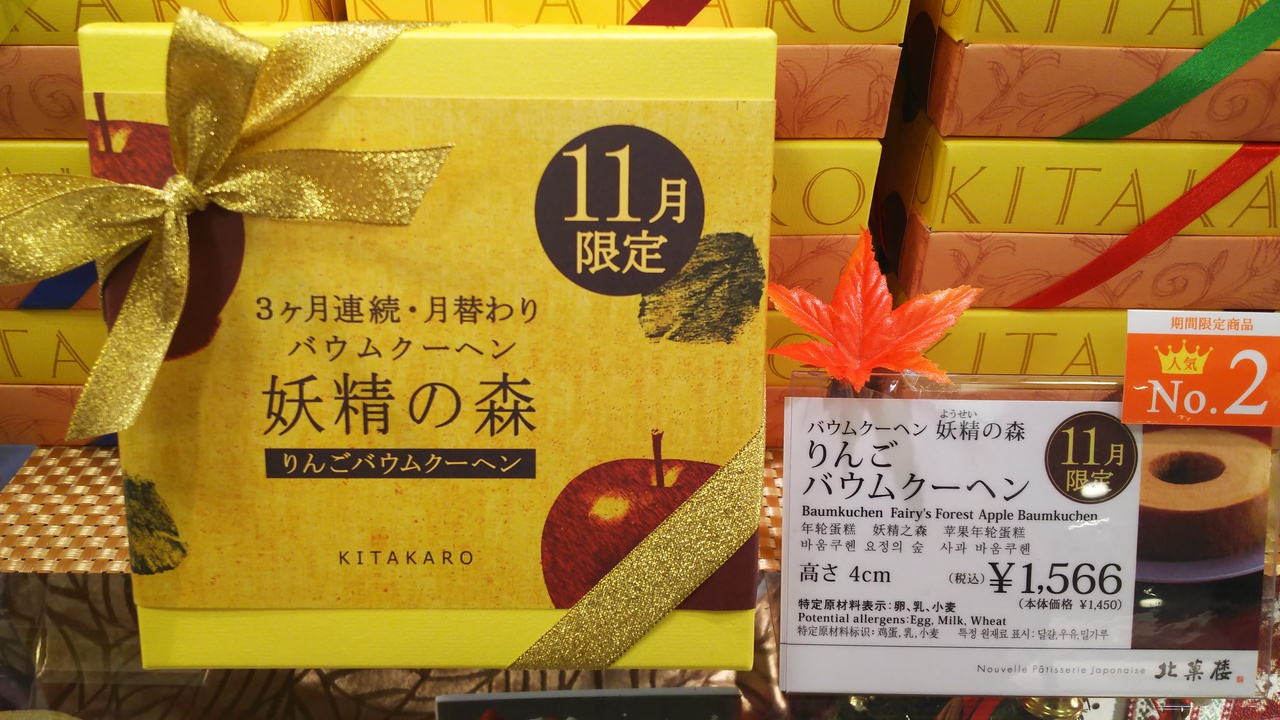 11月
限定
3ヶ月連続・月替わり
バウムクーヘン
妖精の森
りんごバウムクーヘン
KITAKARO
KITAKA
期間限定商品
人気
No.2
ようせい
バウムクーヘン 妖精の森
りんご
バウムクーヘン
11月
限定
Baumkuchen Fairy's Forest Apple Baumkuchen
年轮蛋糕 妖精之森 苹果年轮蛋糕
바움쿠헨 요정의 숲 사과 바움쿠헨
高さ 4cm
(税込)¥1,566
(本体価格 ¥1,450)
特定原材料表示:卵、乳、小麦
Potential allergens:Egg, Milk, Wheat
特定原材料标识:鸡蛋,乳,小麦 특정 원재료 표시:달걀,우유,밀가루
Nouvelle Pâtisserie Japonaise 北菓楼